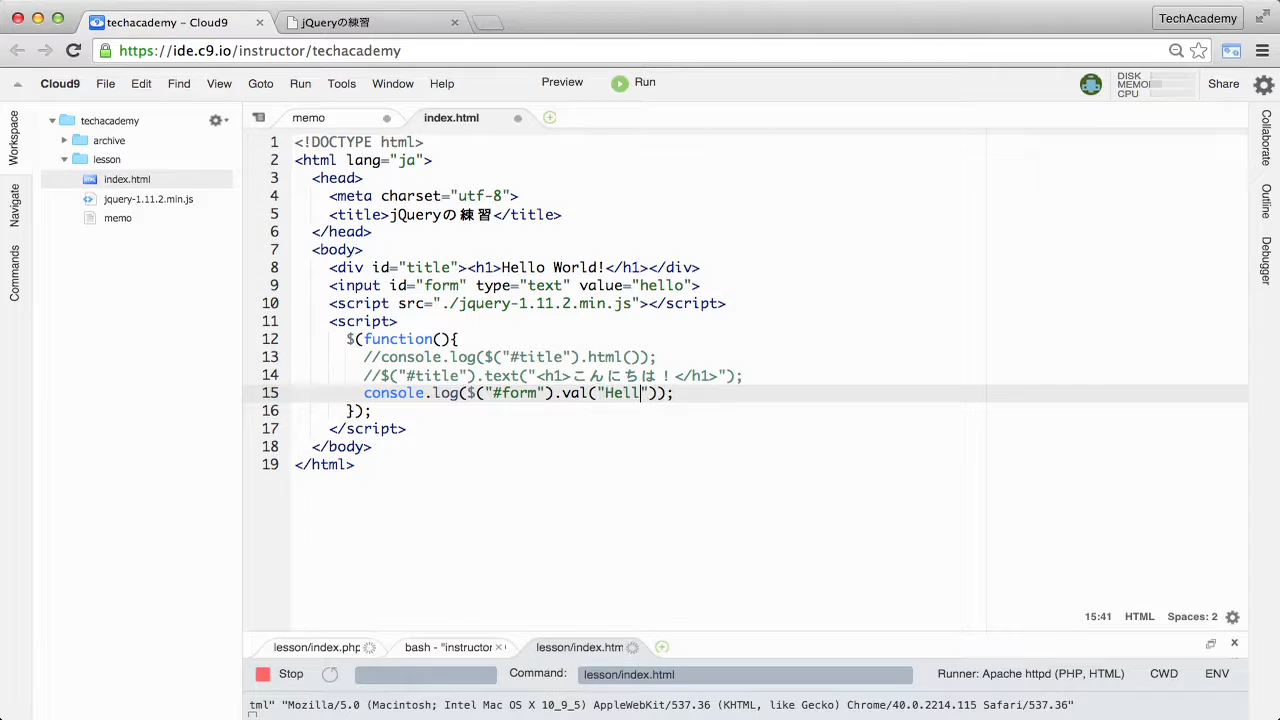 techacademy - Cloud9
jQueryの練習
TechAcademy
https://ide.c9.io/instructor/techacademy
Cloud9 File Edit Find View Goto Run Tools Window Help Preview Run
DISK
MEMO
CPU
Share
Workspace
Navigate
Commands
techacademy
archive
lesson
index.html
jquery-1.11.2.min.js
memo
memo
index.html
1 <!DOCTYPE html>
2 <html lang="ja">
3 <head>
4 <meta charset="utf-8">
5 <title>jQueryの練習</title>
6 </head>
7 <body>
8 <div id="title"><h1>Hello World!</h1></div>
9 <input id="form" type="text" value="hello">
10 <script src="./jquery-1.11.2.min.js"></script>
11 <script>
12 $(function(){
13 //console.log($("#title").html());
14 //$("#title").text("<h1>こんにちは！</h1>");
15 console.log($("#form").val("Hell"));
16 });
17 </script>
18 </body>
19 </html>
Collaborate
Outline
Debugger
15:41 HTML Spaces: 2
lesson/index.php
bash - "instructor
lesson/index.htm
Stop
Command: lesson/index.html
Runner: Apache httpd (PHP, HTML)
CWD
ENV
tml" "Mozilla/5.0 (Macintosh; Intel Mac OS X 10_9_5) AppleWebKit/537.36 (KHTML, like Gecko) Chrome/40.0.2214.115 Safari/537.36"